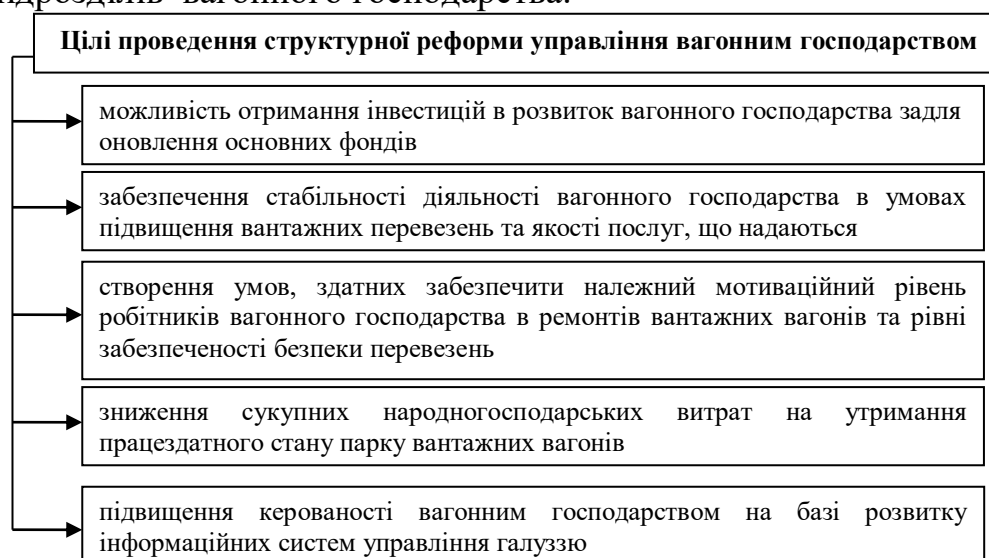 вагонного господарства.
Цілі проведення структурної реформи управління вагонним господарством
можливість отримання інвестицій в розвиток вагонного господарства задля
оновлення основних фондів
забезпечення стабільності діяльності вагонного господарства в умовах
підвищення вантажних перевезень та якості послуг, що надаються
створення умов, здатних забезпечити належний мотиваційний рівень
робітників вагонного господарства в ремонтів вантажних вагонів та рівні
забезпеченості безпеки перевезень
зниження сукупних народногосподарських витрат на утримання
працездатного стану парку вантажних вагонів
підвищення керованості вагонним господарством на базі розвитку
інформаційних систем управління галуззю